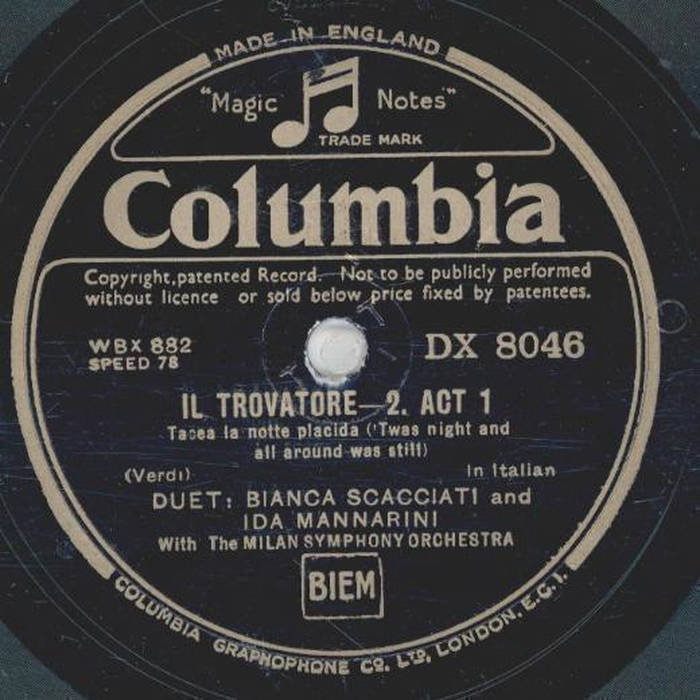 MADE IN ENGLAND
"Magic Notes"
TRADE MARK
Columbia
Copyright, patented Record. Not to be publicly performed
without licence or sold below price fixed by patentees.
WBX 882 DX 8046
SPEED 78
IL TROVATORE—2. ACT 1
Tacea la notte placida ('Twas night and
all around was still)
(Verdi) In Italian
DUET: BIANCA SCACCIATI and
IDA MANNARINI
With The MILAN SYMPHONY ORCHESTRA
BIEM
COLUMBIA GRAPHOPHONE CO. LTD, LONDON. E.C.1.